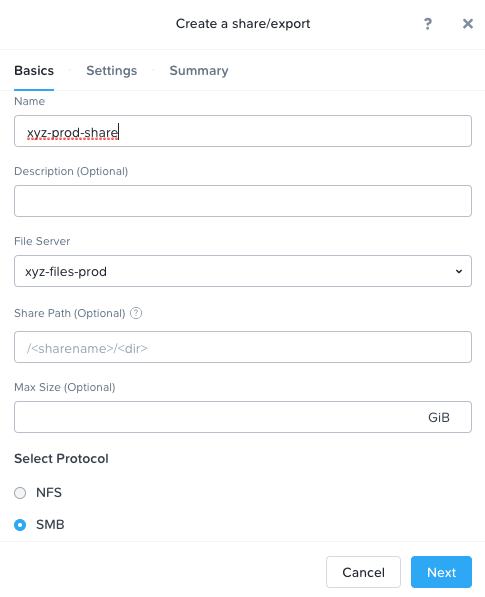 Create a share/export ? ×
Basics · Settings · Summary
Name
xyz-prod-share
Description (Optional)
File Server
xyz-files-prod
Share Path (Optional) ?
/<sharename>/<dir>
Max Size (Optional)
GiB
Select Protocol
NFS
SMB
Cancel Next